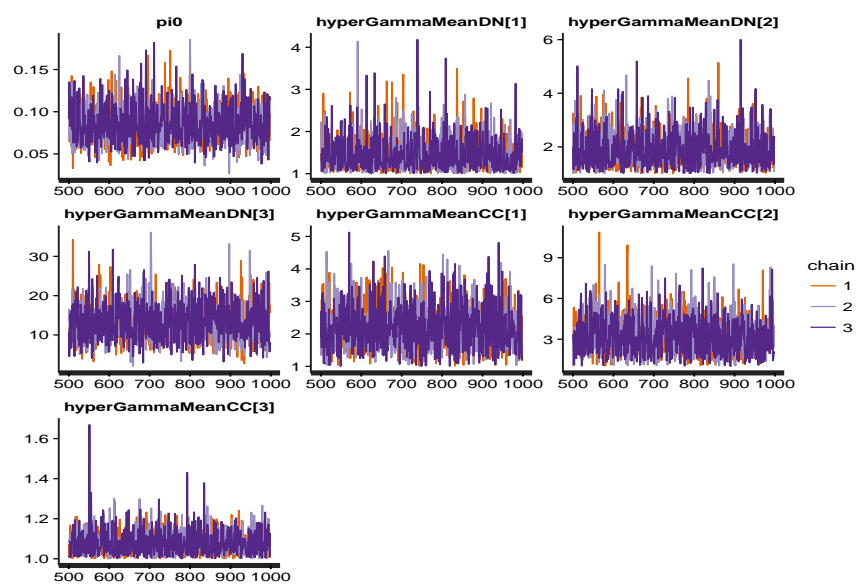 pi0 hyperGammaMeanDN[1] hyperGammaMeanDN[2]
0.15
0.10
0.05
500 600 700 800 900 1000
4
3
2
1
500 600 700 800 900 1000
6
4
2
500 600 700 800 900 1000
hyperGammaMeanDN[3] hyperGammaMeanCC[1] hyperGammaMeanCC[2]
30
20
10
500 600 700 800 900 1000
5
4
3
2
1
500 600 700 800 900 1000
9
6
3
500 600 700 800 900 1000
chain
1
2
3
hyperGammaMeanCC[3]
1.6
1.4
1.2
1.0
500 600 700 800 900 1000